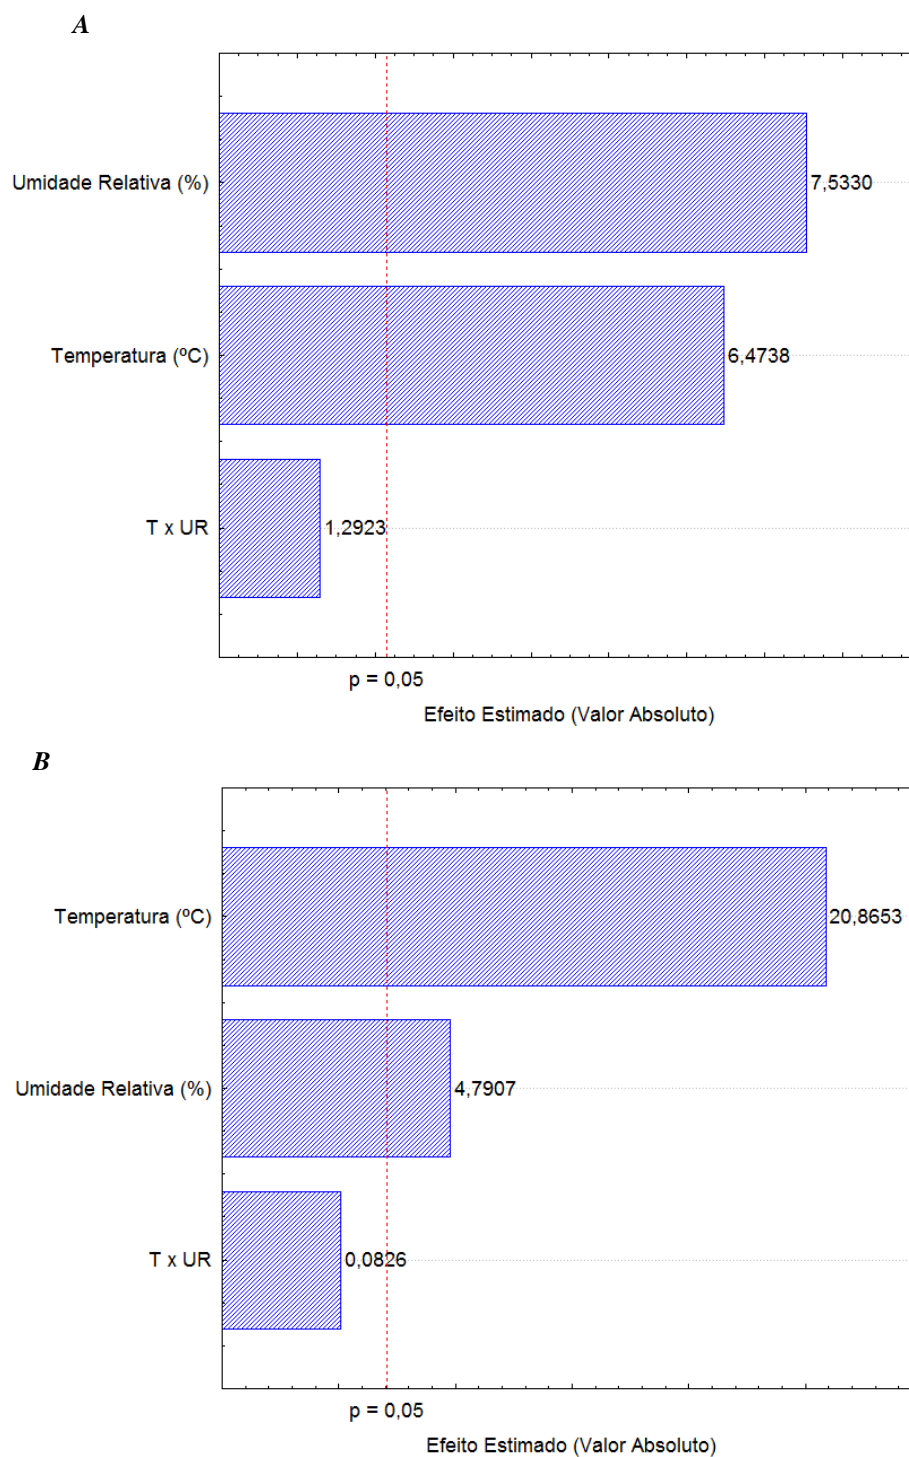 A
Umidade Relativa (%)
7,5330
Temperatura (ºC)
6,4738
T x UR
1,2923
p = 0,05
Efeito Estimado (Valor Absoluto)
B
Temperatura (ºC)
20,8653
Umidade Relativa (%)
4,7907
T x UR
0,0826
p = 0,05
Efeito Estimado (Valor Absoluto)